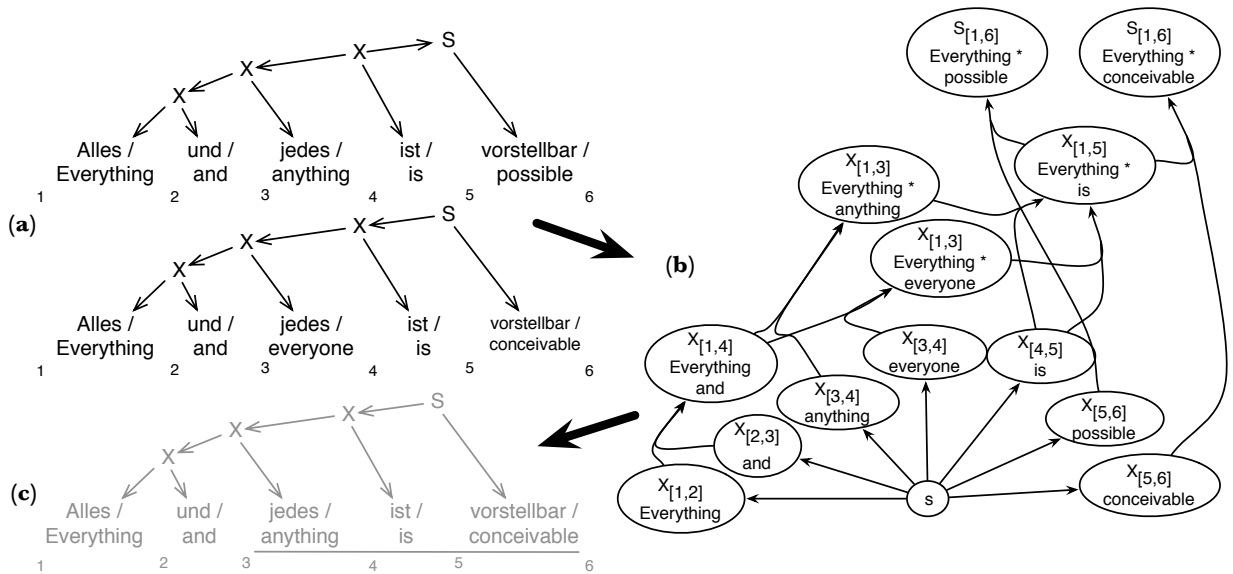 S
X
X
X
Alles / und / jedes / ist / vorstellbar /
Everything and anything is possible
1 2 3 4 5 6
(a)
S
X
X
X
Alles / und / jedes / ist / vorstellbar /
Everything and everyone is conceivable
1 2 3 4 5 6
S
X
X
X
(c)
Alles / und / jedes / ist / vorstellbar /
Everything and anything is conceivable
1 2 3 4 5 6
(b)
S[1,6]
Everything *
possible
S[1,6]
Everything *
conceivable
X[1,3]
Everything *
anything
X[1,5]
Everything *
is
X[1,3]
Everything *
everyone
X[1,4]
Everything
and
X[3,4]
everyone
X[4,5]
is
X[3,4]
anything
X[2,3]
and
X[5,6]
possible
X[1,2]
Everything
s
X[5,6]
conceivable